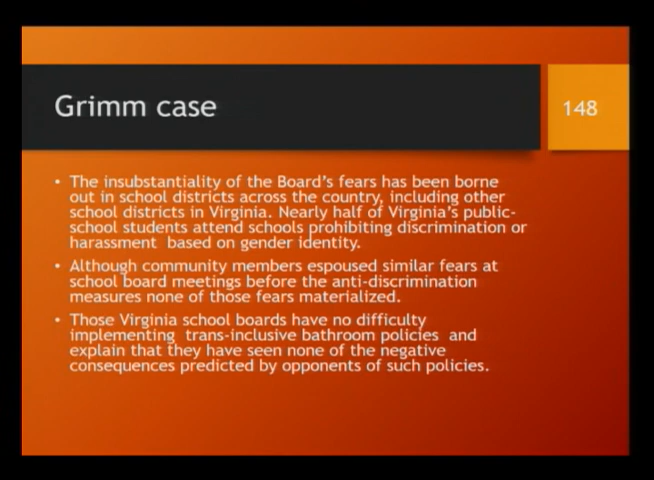 Grimm case
148
• The insubstantiality of the Board's fears has been borne
out in school districts across the country, including other
school districts in Virginia. Nearly half of Virginia's public-
school students attend schools prohibiting discrimination or
harassment based on gender identity.
• Although community members espoused similar fears at
school board meetings before the anti-discrimination
measures none of those fears materialized.
• Those Virginia school boards have no difficulty
implementing trans-inclusive bathroom policies and
explain that they have seen none of the negative
consequences predicted by opponents of such policies.